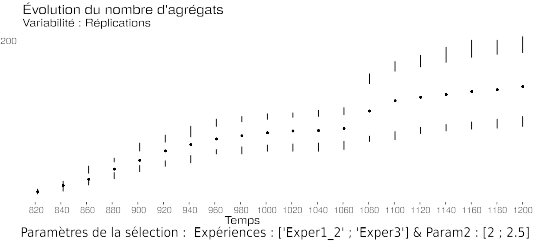 Évolution du nombre d'agrégats
Variabilité : Réplications
200
820 840 860 880 900 920 940 960 980 1000 1020 1040 1060 1080 1100 1120 1140 1160 1180 1200
Temps
Paramètres de la sélection : Expériences : ['Exper1_2' ; 'Exper3'] & Param2 : [2 ; 2.5]